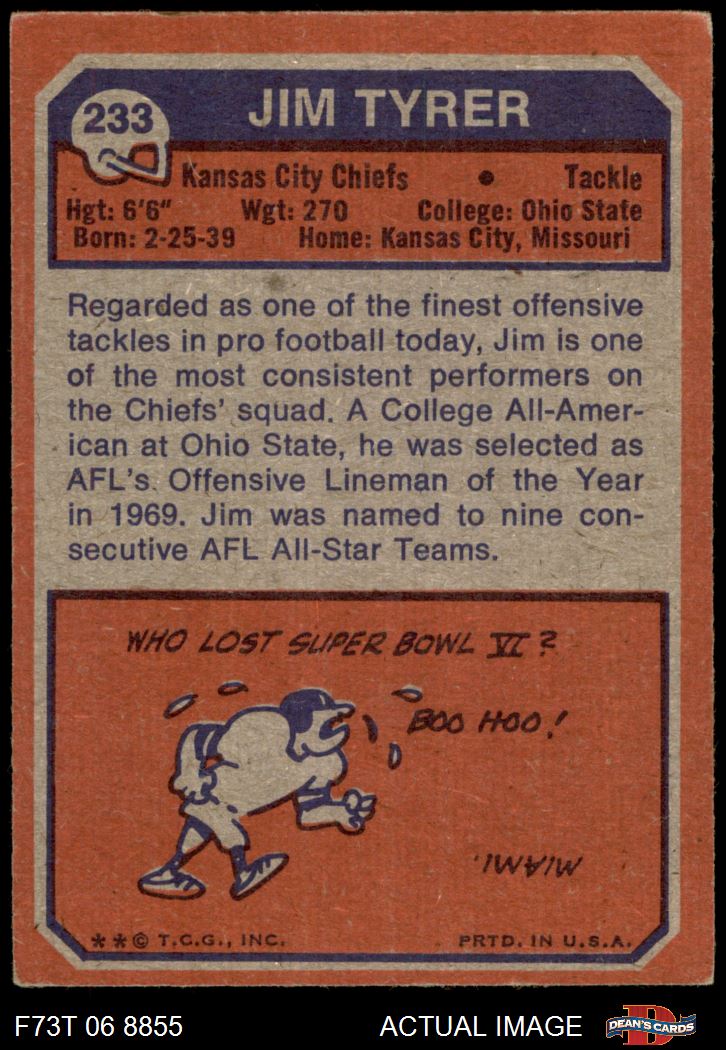 233
JIM TYRER
Kansas City Chiefs • Tackle
Hgt: 6'6" Wgt: 270 College: Ohio State
Born: 2-25-39 Home: Kansas City, Missouri
Regarded as one of the finest offensive
tackles in pro football today, Jim is one
of the most consistent performers on
the Chiefs' squad. A College All-Amer-
ican at Ohio State, he was selected as
AFL's Offensive Lineman of the Year
in 1969. Jim was named to nine con-
secutive AFL All-Star Teams.
WHO LOST SUPER BOWL VI?
BOO HOO!
MIAMI.
**© T.C.G., INC. PRTD. IN U.S.A.
F73T 06 8855 ACTUAL IMAGE D DEAN'S CARDS